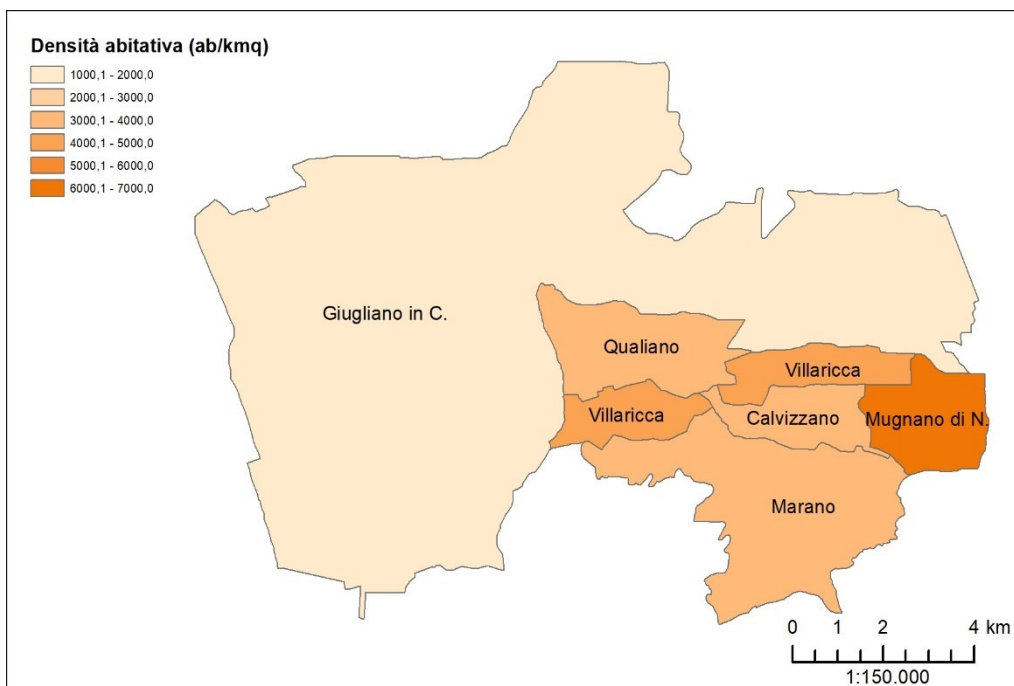 Densità abitativa (ab/kmq)
1000,1 - 2000,0
2000,1 - 3000,0
3000,1 - 4000,0
4000,1 - 5000,0
5000,1 - 6000,0
6000,1 - 7000,0
Giugliano in C.
Qualiano
Villaricca
Villaricca
Calvizzano
Mugnano di N.
Marano
0 1 2 4 km
1:150.000